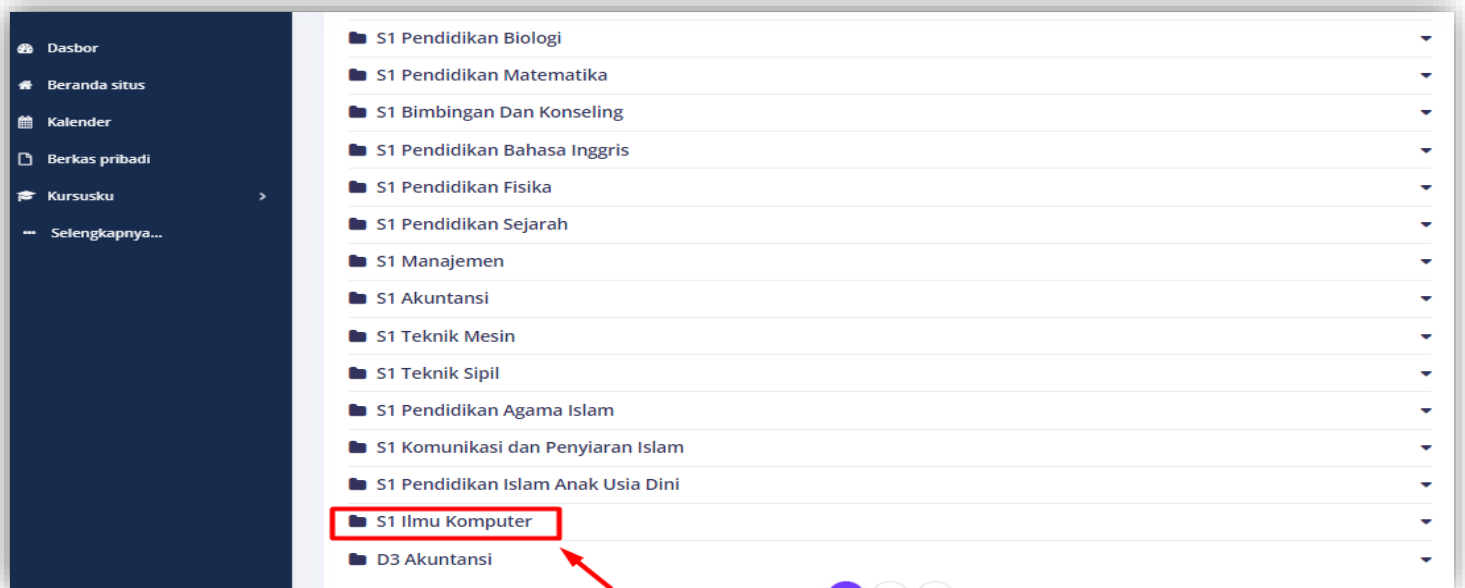 Dasbor
Beranda situs
Kalender
Berkas pribadi
Kursusku
Selengkapnya...
S1 Pendidikan Biologi
S1 Pendidikan Matematika
S1 Bimbingan Dan Konseling
S1 Pendidikan Bahasa Inggris
S1 Pendidikan Fisika
S1 Pendidikan Sejarah
S1 Manajemen
S1 Akuntansi
S1 Teknik Mesin
S1 Teknik Sipil
S1 Pendidikan Agama Islam
S1 Komunikasi dan Penyiaran Islam
S1 Pendidikan Islam Anak Usia Dini
S1 Ilmu Komputer
D3 Akuntansi